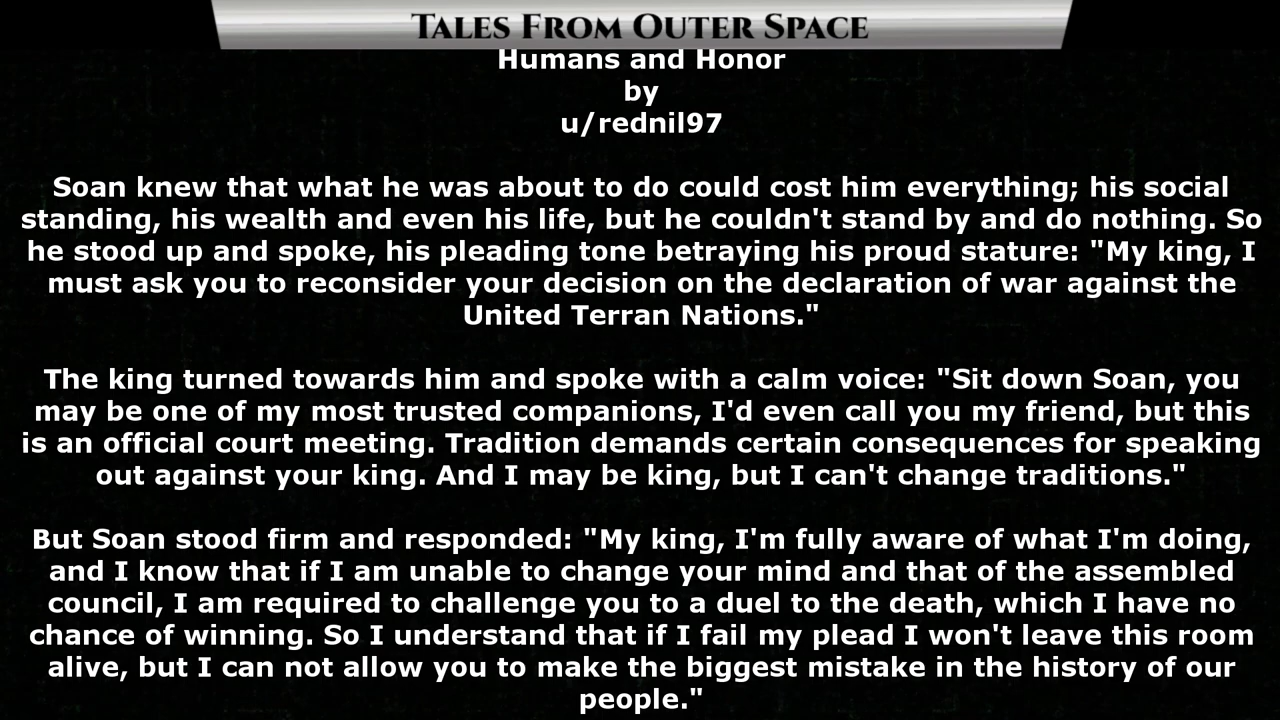 Tales From Outer Space
Humans and Honor
by
u/rednil97
Soan knew that what he was about to do could cost him everything; his social
standing, his wealth and even his life, but he couldn't stand by and do nothing. So
he stood up and spoke, his pleading tone betraying his proud stature: "My king, I
must ask you to reconsider your decision on the declaration of war against the
United Terran Nations."
The king turned towards him and spoke with a calm voice: "Sit down Soan, you
may be one of my most trusted companions, I'd even call you my friend, but this
is an official court meeting. Tradition demands certain consequences for speaking
out against your king. And I may be king, but I can't change traditions."
But Soan stood firm and responded: "My king, I'm fully aware of what I'm doing,
and I know that if I am unable to change your mind and that of the assembled
council, I am required to challenge you to a duel to the death, which I have no
chance of winning. So I understand that if I fail my plead I won't leave this room
alive, but I can not allow you to make the biggest mistake in the history of our
people."